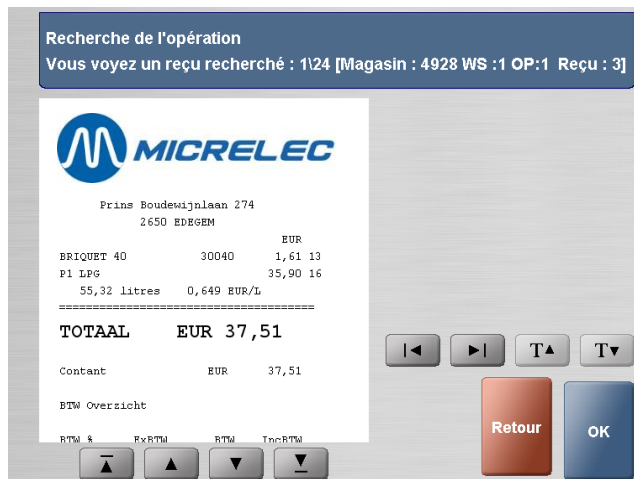 Recherche de l'opération
Vous voyez un reçu recherché : 1\24 [Magasin : 4928 WS :1 OP:1 Reçu : 3]
MICRELEC
Prins Boudewijnlaan 274
2650 EDEGEM
EUR
BRIQUET 40 30040 1,61 13
P1 LPG 35,90 16
55,32 litres 0,649 EUR/L
======================================
TOTAAL EUR 37,51
Contant EUR 37,51
BTW Overzicht
BTW % ExBTW BTW IncBTW
T▲ T▼
Retour
OK